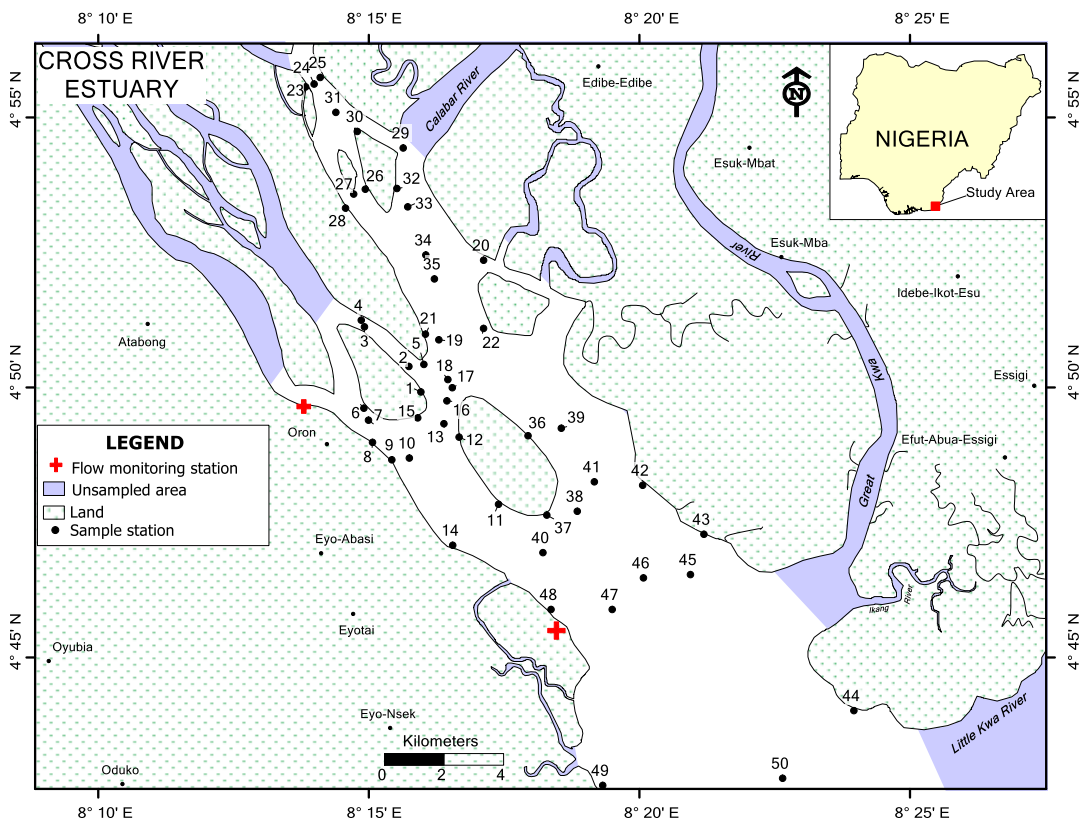 8° 10' E
8° 15' E
8° 20' E
8° 25' E
CROSS RIVER
ESTUARY
4° 55' N
4° 55' N
24
25
23
31
30
29
Calabar River
Edibe-Edibe
N
NIGERIA
Study Area
Esuk-Mbat
27
26
32
28
33
34
35
20
River
Esuk-Mba
Idebe-Ikot-Esu
4
3
21
5
19
22
Atabong
2
18
17
4° 50' N
4° 50' N
Kwa
Essigi
1
16
6
7
15
13
12
36
39
Oron
8
9
10
Efut-Abua-Essigi
LEGEND
Flow monitoring station
Unsampled area
Land
Sample station
41
42
Great
11
38
37
43
14
40
Eyo-Abasi
46
45
48
47
Ikang
River
Eyotai
4° 45' N
4° 45' N
Oyubia
44
Little Kwa River
Eyo-Nsek
Kilometers
0
2
4
Oduko
49
50
8° 10' E
8° 15' E
8° 20' E
8° 25' E